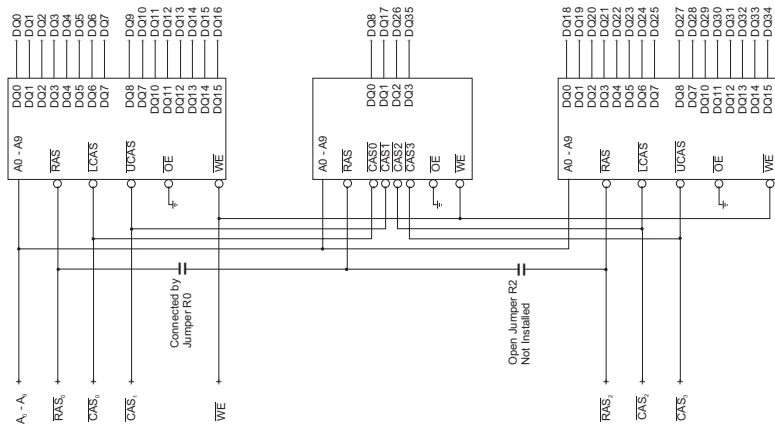 DQ0
DQ1
DQ2
DQ3
DQ4
DQ5
DQ6
DQ7
DQ9
DQ10
DQ11
DQ12
DQ13
DQ14
DQ15
DQ16
DQ0
DQ1
DQ2
DQ3
DQ4
DQ5
DQ6
DQ7
DQ8
DQ7
DQ10
DQ11
DQ12
DQ13
DQ14
DQ15
A0 - A9
RAS
LCAS
UCAS
OE
WE
DQ8
DQ17
DQ26
DQ35
DQ0
DQ1
DQ2
DQ3
A0 - A9
RAS
CAS0
CAS1
CAS2
CAS3
OE
WE
DQ18
DQ19
DQ20
DQ21
DQ22
DQ23
DQ24
DQ25
DQ27
DQ28
DQ29
DQ30
DQ31
DQ32
DQ33
DQ34
DQ0
DQ1
DQ2
DQ3
DQ4
DQ5
DQ6
DQ7
DQ8
DQ7
DQ10
DQ11
DQ12
DQ13
DQ14
DQ15
A0 - A9
RAS
LCAS
UCAS
OE
WE
Connected by
Jumper R0
Open Jumper R2
Not Installed
A₀ - A₉
RAS₀
CAS₀
CAS₁
WE
RAS₂
CAS₂
CAS₃